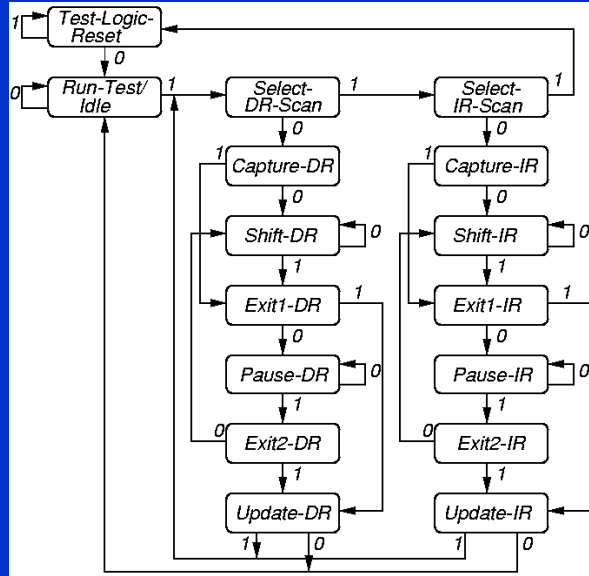 1
Test-Logic-
Reset
0
0
Run-Test/
Idle
1
Select-
DR-Scan
1
Select-
IR-Scan
1
0
0
1
Capture-DR
1
Capture-IR
0
0
Shift-DR
0
Shift-IR
0
1
1
Exit1-DR
1
Exit1-IR
1
0
0
Pause-DR
0
Pause-IR
0
1
1
0
Exit2-DR
0
Exit2-IR
1
1
Update-DR
Update-IR
1
0
1
0